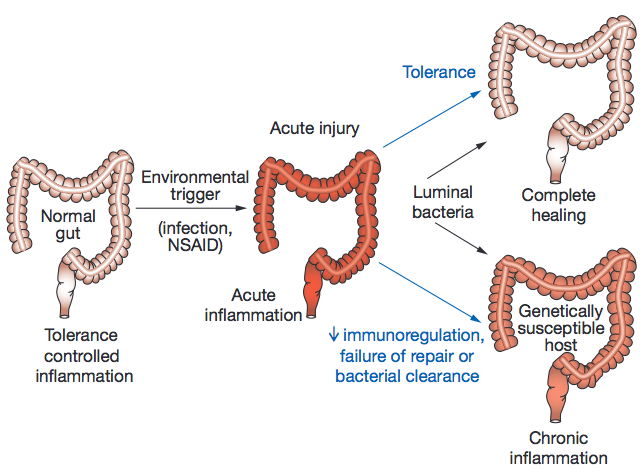 Normal
gut
Tolerance
controlled
inflammation
Environmental
trigger
(infection,
NSAID)
Acute injury
Acute
inflammation
Tolerance
Luminal
bacteria
↓ immunoregulation,
failure of repair or
bacterial clearance
Complete
healing
Genetically
susceptible
host
Chronic
inflammation